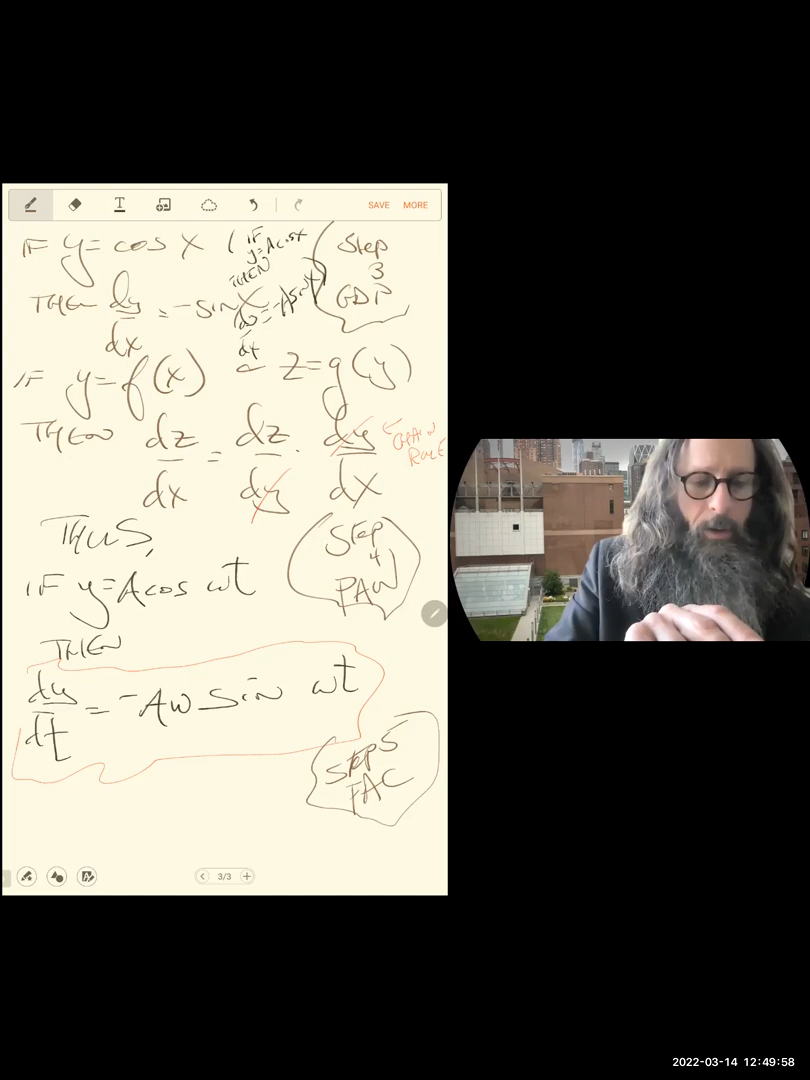 T SAVE MORE
IF y = cos x (IF
y = A cos x
THEN
dy/dx = -A sin x
Step
3
GDP
THEN dy/dx = -sin x
IF y = f(x) z = g(y)
THEN dz/dx = dz/dy · dy/dx
← CHAIN
RULE
THUS,
STEP
4
PAW
IF y = A cos ωt
THEN
dy/dt = -Aω sin ωt
STEP 5
FAC
3/3
2022-03-14 12:49:58